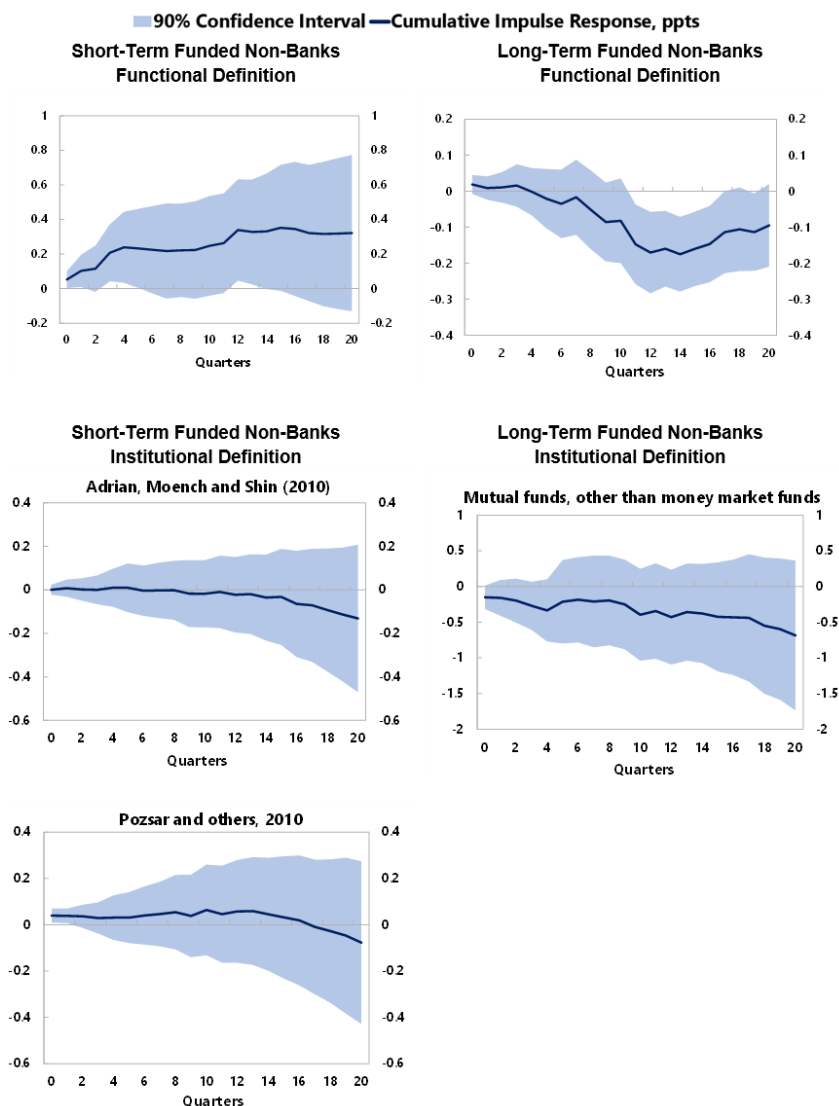 90% Confidence Interval Cumulative Impulse Response, ppts
Short-Term Funded Non-Banks
Functional Definition
1 1
0.8 0.8
0.6 0.6
0.4 0.4
0.2 0.2
0 0
-0.2 -0.2
0 2 4 6 8 10 12 14 16 18 20
Quarters
Long-Term Funded Non-Banks
Functional Definition
0.2 0.2
0.1 0.1
0 0
-0.1 -0.1
-0.2 -0.2
-0.3 -0.3
-0.4 -0.4
0 2 4 6 8 10 12 14 16 18 20
Quarters
Short-Term Funded Non-Banks
Institutional Definition
Adrian, Moench and Shin (2010)
0.4 0.4
0.2 0.2
0 0
-0.2 -0.2
-0.4 -0.4
-0.6 -0.6
0 2 4 6 8 10 12 14 16 18 20
Quarters
Long-Term Funded Non-Banks
Institutional Definition
Mutual funds, other than money market funds
1 1
0.5 0.5
0 0
-0.5 -0.5
-1 -1
-1.5 -1.5
-2 -2
0 2 4 6 8 10 12 14 16 18 20
Quarters
Pozsar and others, 2010
0.4 0.4
0.2 0.2
0 0
-0.2 -0.2
-0.4 -0.4
-0.6 -0.6
0 2 4 6 8 10 12 14 16 18 20
Quarters